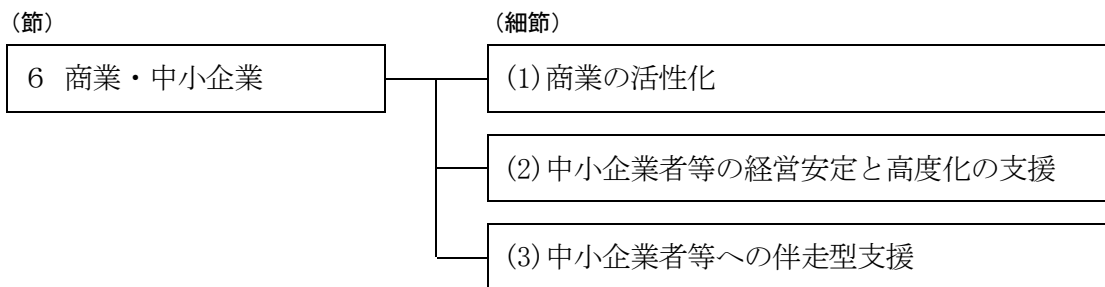 （節）
（細節）
６ 商業・中小企業
(1)商業の活性化
(2)中小企業者等の経営安定と高度化の支援
(3)中小企業者等への伴走型支援